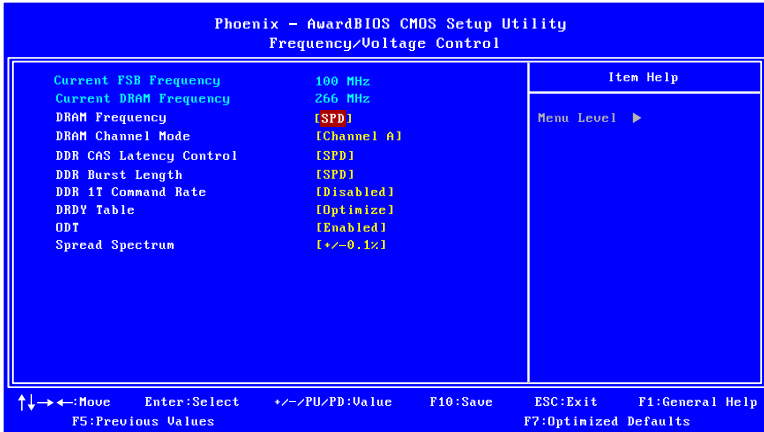 Phoenix - AwardBIOS CMOS Setup Utility
Frequency/Voltage Control
Current FSB Frequency 100 MHz
Current DRAM Frequency 266 MHz
DRAM Frequency [SPD]
DRAM Channel Mode [Channel A]
DDR CAS Latency Control [SPD]
DDR Burst Length [SPD]
DDR 1T Command Rate [Disabled]
DRDY Table [Optimize]
ODT [Enabled]
Spread Spectrum [+/-0.1%]
Item Help
Menu Level ►
↑↓→←:Move Enter:Select +/-/PU/PD:Value F10:Save ESC:Exit F1:General Help
F5:Previous Values F7:Optimized Defaults